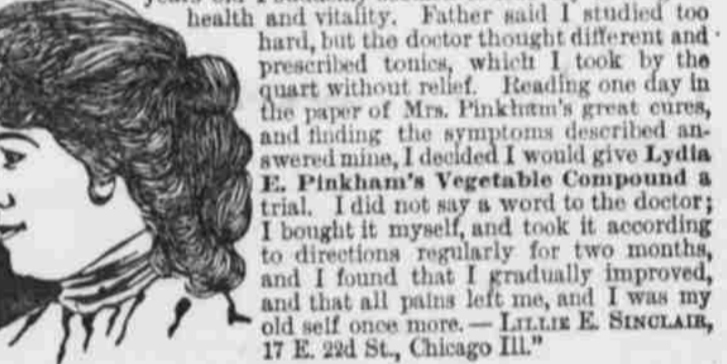 health and vitality. Father said I studied too
hard, but the doctor thought different and
prescribed tonics, which I took by the
quart without relief. Reading one day in
the paper of Mrs. Pinkham's great cures,
and finding the symptoms described an-
swered mine, I decided I would give Lydia
E. Pinkham's Vegetable Compound a
trial. I did not say a word to the doctor;
I bought it myself, and took it according
to directions regularly for two months,
and I found that I gradually improved,
and that all pains left me, and I was my
old self once more. — LILLIE E. SINCLAIR,
17 E. 22d St., Chicago Ill."